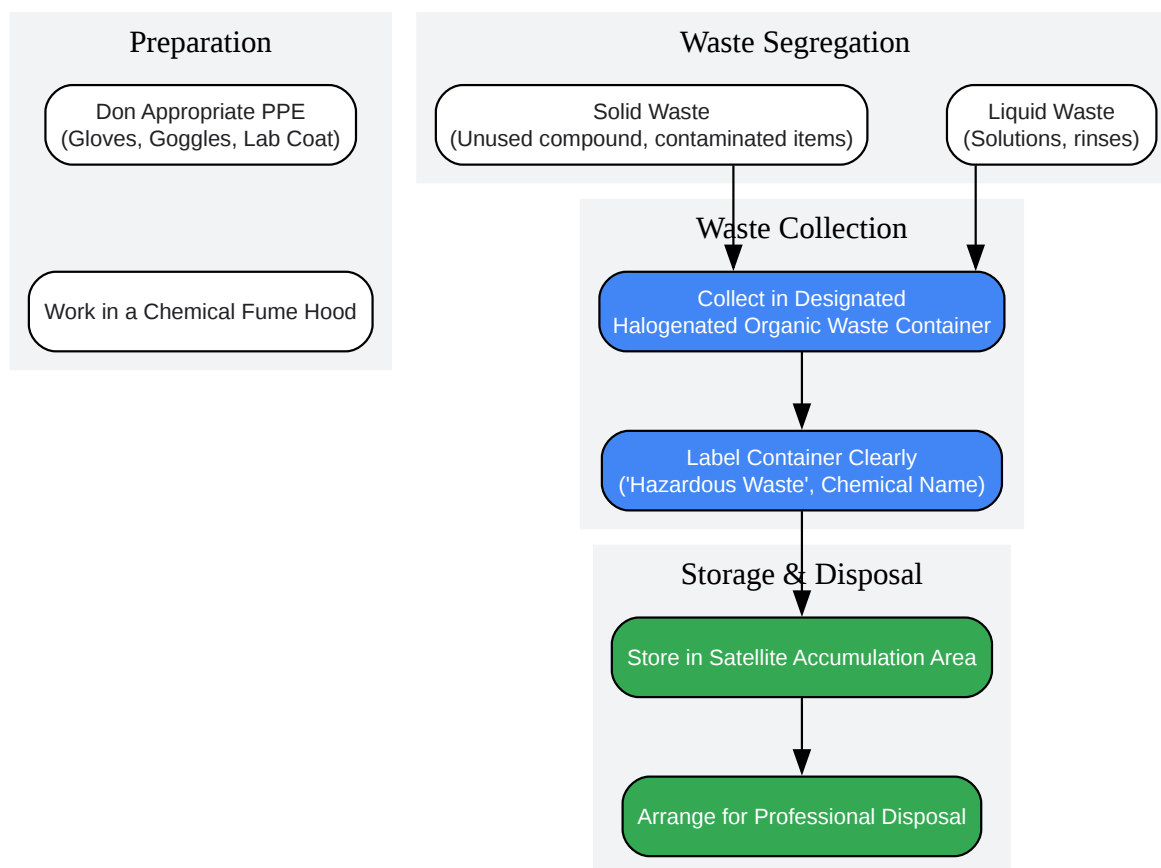 Preparation
Don Appropriate PPE
(Gloves, Goggles, Lab Coat)
Work in a Chemical Fume Hood
Waste Segregation
Solid Waste
(Unused compound, contaminated items)
Liquid Waste
(Solutions, rinses)
Waste Collection
Collect in Designated
Halogenated Organic Waste Container
Label Container Clearly
('Hazardous Waste', Chemical Name)
Storage & Disposal
Store in Satellite Accumulation Area
Arrange for Professional Disposal